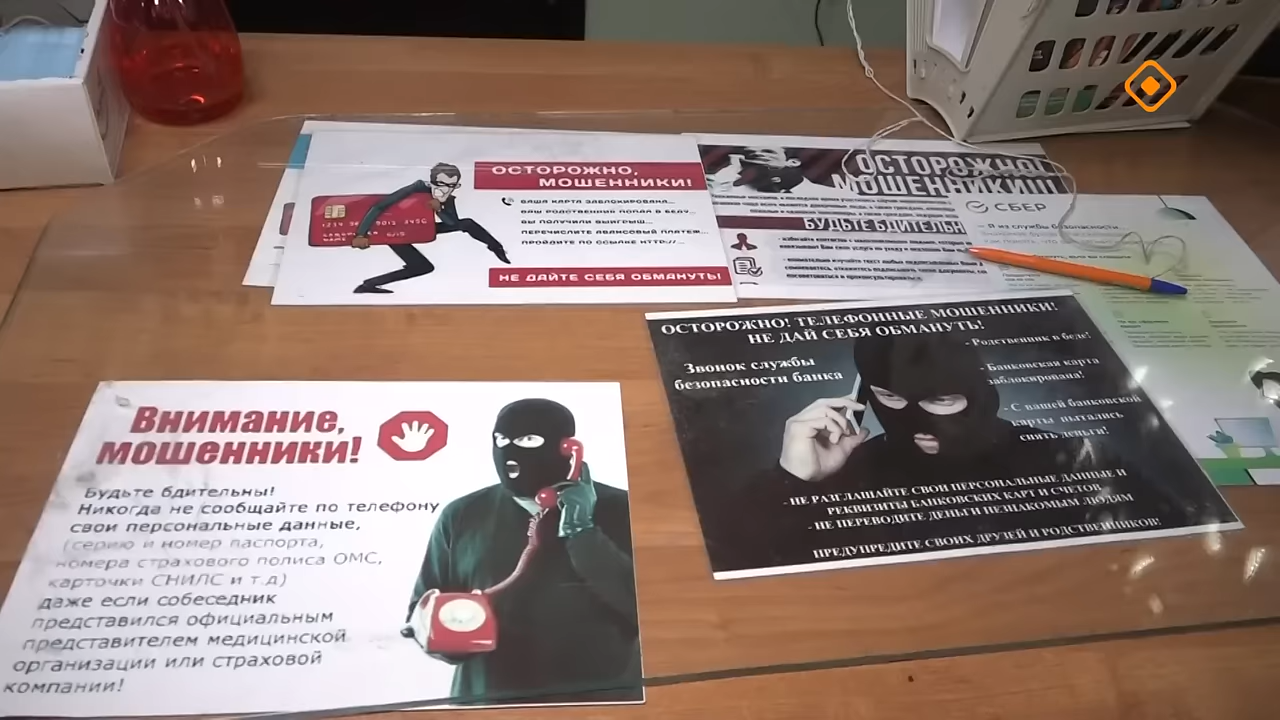 ОСТОРОЖНО,
МОШЕННИКИ!
ВАША КАРТА ЗАБЛОКИРОВАНА...
ВАШ РОДСТВЕННИК ПОПАЛ В БЕДУ...
ВЫ ПОЛУЧИЛИ ВЫИГРЫШ...
ПЕРЕЧИСЛИТЕ АВАНСОВЫЙ ПЛАТЕЖ...
ПРОЙДИТЕ ПО ССЫЛКЕ HTTP://...
НЕ ДАЙТЕ СЕБЯ ОБМАНУТЬ!
ОСТОРОЖНО!
МОШЕННИКИ!!!
БУДЬТЕ БДИТЕЛЬН
СБЕР
- Я из службы безопасности.
ОСТОРОЖНО! ТЕЛЕФОННЫЕ МОШЕННИКИ!
НЕ ДАЙ СЕБЯ ОБМАНУТЬ!
Звонок службы
безопасности банка
- Родственник в беде!
- Банковская карта
заблокирована!
- С вашей банковской
карты пытались
снять деньги!
- НЕ РАЗГЛАШАЙТЕ СВОИ ПЕРСОНАЛЬНЫЕ ДАННЫЕ И
РЕКВИЗИТЫ БАНКОВСКИХ КАРТ И СЧЕТОВ
- НЕ ПЕРЕВОДИТЕ ДЕНЬГИ НЕЗНАКОМЫМ ЛЮДЯМ
ПРЕДУПРЕДИТЕ СВОИХ ДРУЗЕЙ И РОДСТВЕННИКОВ!
Внимание,
мошенники!
Будьте бдительны!
Никогда не сообщайте по телефону
свои персональные данные,
(серию и номер паспорта,
номера страхового полиса ОМС,
карточки СНИЛС и т.д)
даже если собеседник
представился официальным
представителем медицинской
организации или страховой
компании!